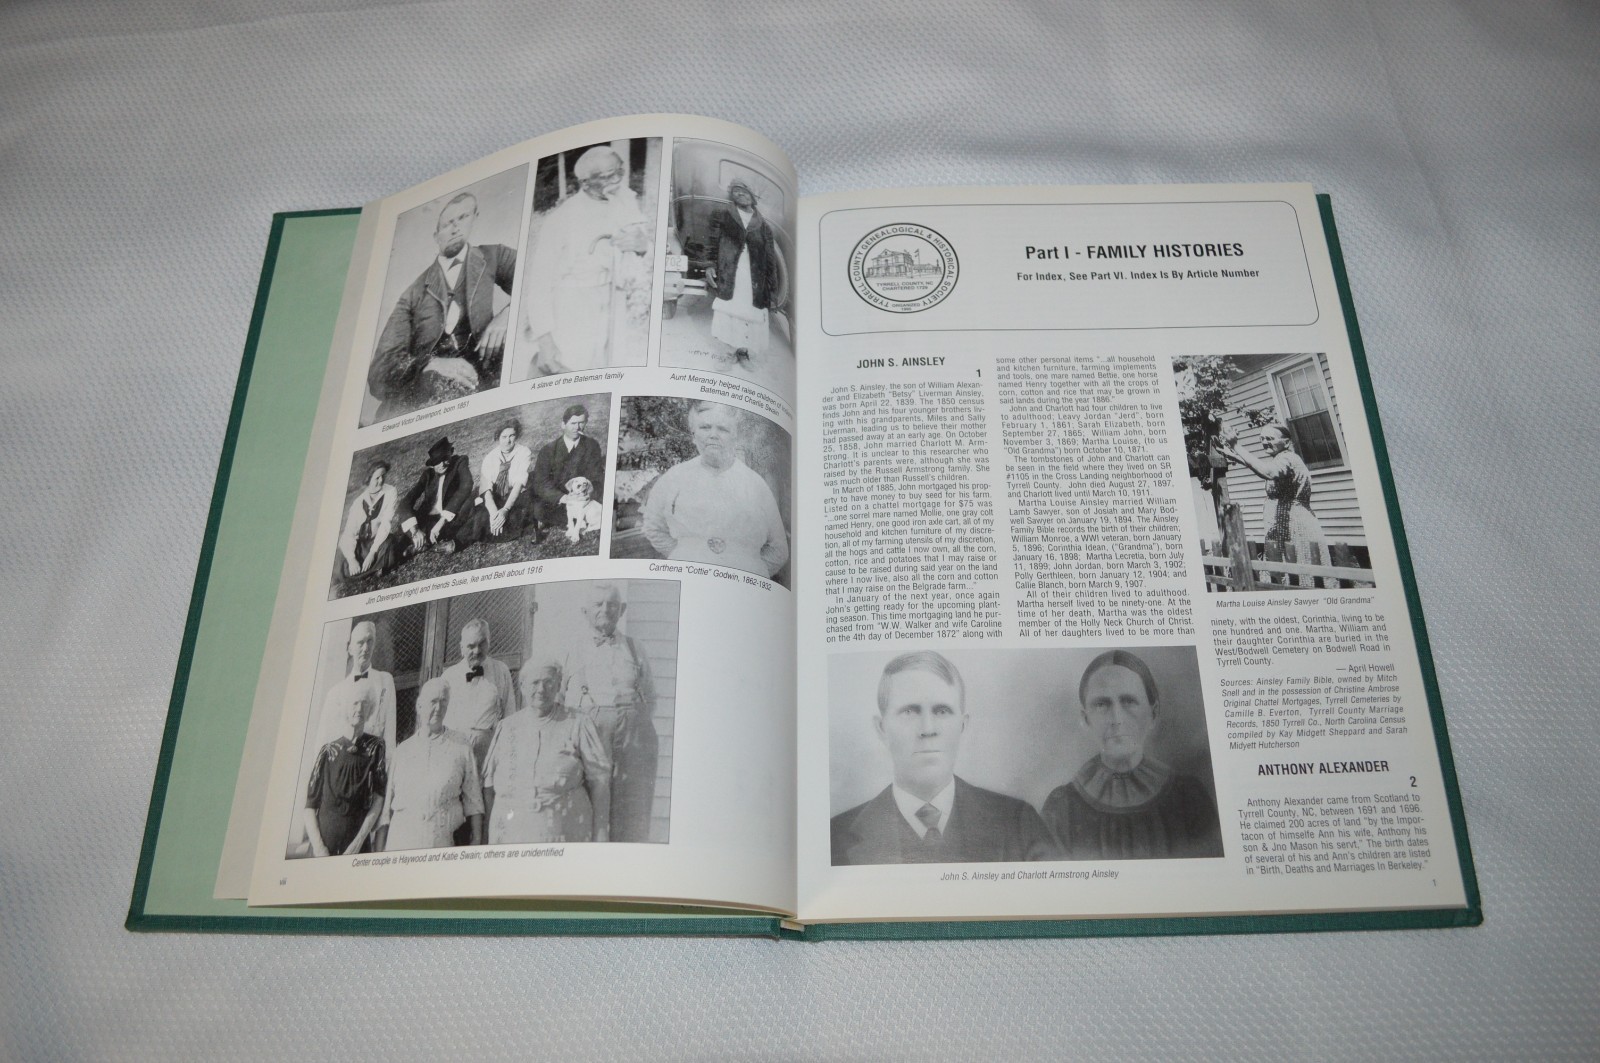 Edward Victor Davenport, born 1851
A slave of the Bateman family
Aunt Merandy helped raise children of
Bateman and Charlie Swain
Jim Davenport (right) and friends Susie, Ike and Bell about 1916
Carthena "Cottie" Godwin, 1862-1932
Center couple is Haywood and Katie Swain; others are unidentified
viii
TYRRELL COUNTY GENEALOGICAL & HISTORICAL SOCIETY
TYRRELL COUNTY, NC
CHARTERED 1729
ORGANIZED
Part I - FAMILY HISTORIES
For Index, See Part VI. Index Is By Article Number
JOHN S. AINSLEY
1
John S. Ainsley, the son of William Alexan-
der and Elizabeth "Betsy" Liverman Ainsley,
was born April 22, 1839. The 1850 census
finds John and his four younger brothers liv-
ing with his grandparents, Miles and Sally
Liverman, leading us to believe their mother
had passed away at an early age. On October
25, 1858, John married Charlott M. Arm-
strong. It is unclear to this researcher who
Charlott's parents were, although she was
raised by the Russell Armstrong family. She
was much older than Russell's children.
In March of 1885, John mortgaged his prop-
erty to have money to buy seed for his farm.
Listed on a chattel mortgage for $75 was
"...one sorrel mare named Mollie, one gray colt
named Henry, one good iron axle cart, all of my
household and kitchen furniture of my discre-
tion, all of my farming utensils of my discretion,
all the hogs and cattle I now own, all the corn,
cotton, rice and potatoes that I may raise or
cause to be raised during said year on the land
where I now live, also all the corn and cotton
that I may raise on the Belgrade farm..."
In January of the next year, once again
John's getting ready for the upcoming plant-
ing season. This time mortgaging land he pur-
chased from "W.W. Walker and wife Caroline
on the 4th day of December 1872" along with
some other personal items "...all household
and kitchen furniture, farming implements
and tools, one mare named Bettie, one horse
named Henry together with all the crops of
corn, cotton and rice that may be grown in
said lands during the year 1886."
John and Charlott had four children to live
to adulthood; Leavy Jordan "Jerd", born
February 1, 1861; Sarah Elizabeth, born
September 27, 1865; William John, born
November 3, 1869; Martha Louise, (to us
"Old Grandma") born October 10, 1871.
The tombstones of John and Charlott can
be seen in the field where they lived on SR
#1105 in the Cross Landing neighborhood of
Tyrrell County. John died August 27, 1897,
and Charlott lived until March 10, 1911.
Martha Louise Ainsley married William
Lamb Sawyer, son of Josiah and Mary Bod-
well Sawyer on January 19, 1894. The Ainsley
Family Bible records the birth of their children;
William Monroe, a WWI veteran, born January
5, 1896; Corinthia Idean, ("Grandma"), born
January 16, 1898; Martha Lecretia, born July
11, 1899; John Jordan, born March 3, 1902;
Polly Gerthleen, born January 12, 1904; and
Callie Blanch, born March 9, 1907.
All of their children lived to adulthood.
Martha herself lived to be ninety-one. At the
time of her death, Martha was the oldest
member of the Holly Neck Church of Christ.
All of her daughters lived to be more than
Martha Louise Ainsley Sawyer "Old Grandma"
ninety, with the oldest, Corinthia, living to be
one hundred and one. Martha, William and
their daughter Corinthia are buried in the
West/Bodwell Cemetery on Bodwell Road in
Tyrrell County.
— April Howell
Sources: Ainsley Family Bible, owned by Mitch
Snell and in the possession of Christine Ambrose
Original Chattel Mortgages, Tyrrell Cemeteries by
Camille B. Everton, Tyrrell County Marriage
Records, 1850 Tyrrell Co., North Carolina Census
compiled by Kay Midgett Sheppard and Sarah
Midyett Hutcherson
John S. Ainsley and Charlott Armstrong Ainsley
ANTHONY ALEXANDER
2
Anthony Alexander came from Scotland to
Tyrrell County, NC, between 1691 and 1696.
He claimed 200 acres of land "by the Impor-
tacon of himselfe Ann his wife, Anthony his
son & Jno Mason his servt." The birth dates
of several of his and Ann's children are listed
in "Birth, Deaths and Marriages In Berkeley."
1